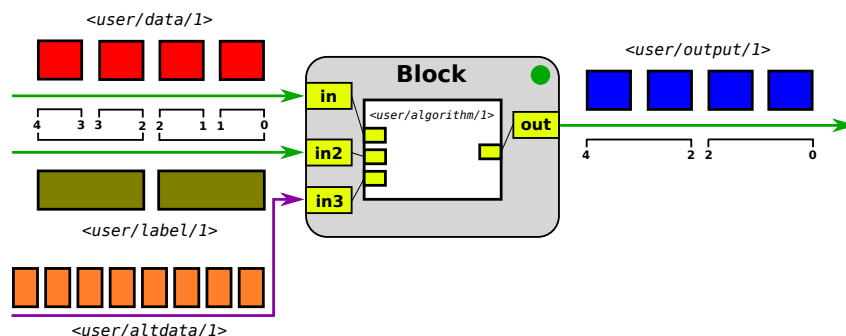 <user/data/1>
<user/output/1>
Block
in
<user/algorithm/1>
out
4 3 3 2 2 1 1 0
in2
4 2 2 0
in3
<user/label/1>
<user/altdata/1>